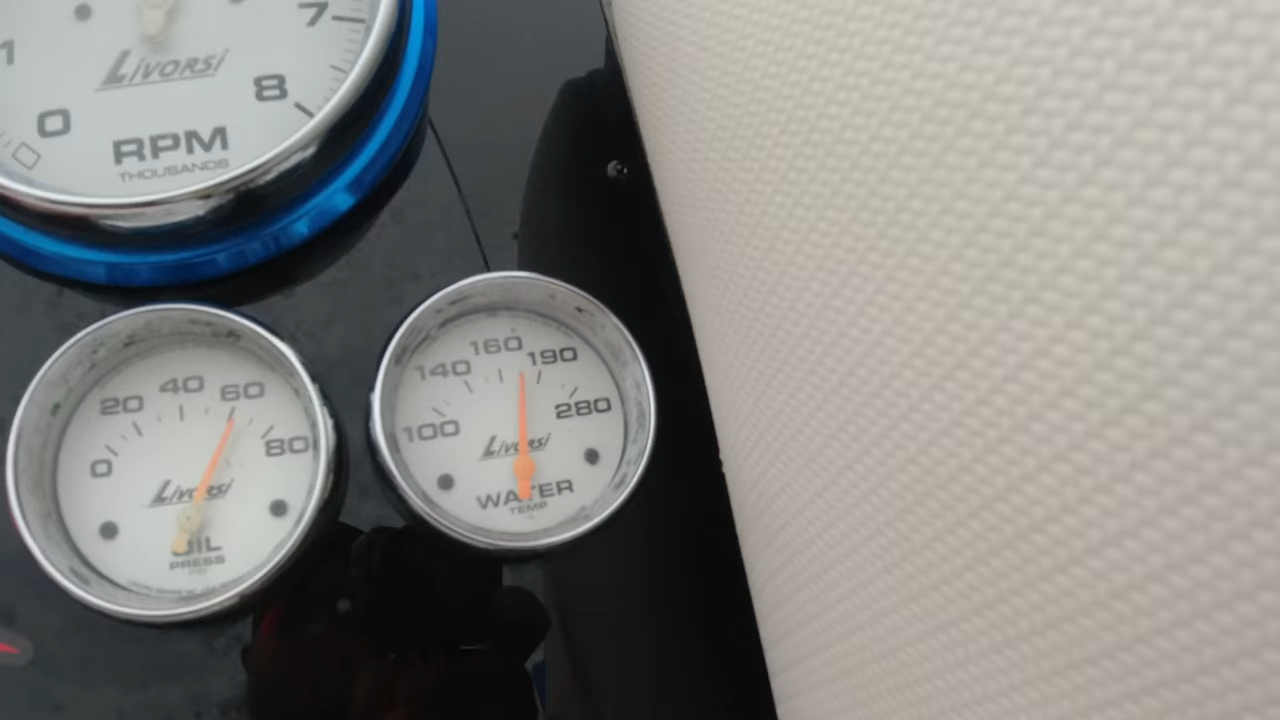 7
1
LIVORSI
8
0
RPM
THOUSANDS
0 20 40 60 80
LIVORSI
OIL
PRESS
100 140 160 190 280
LIVORSI
WATER
TEMP